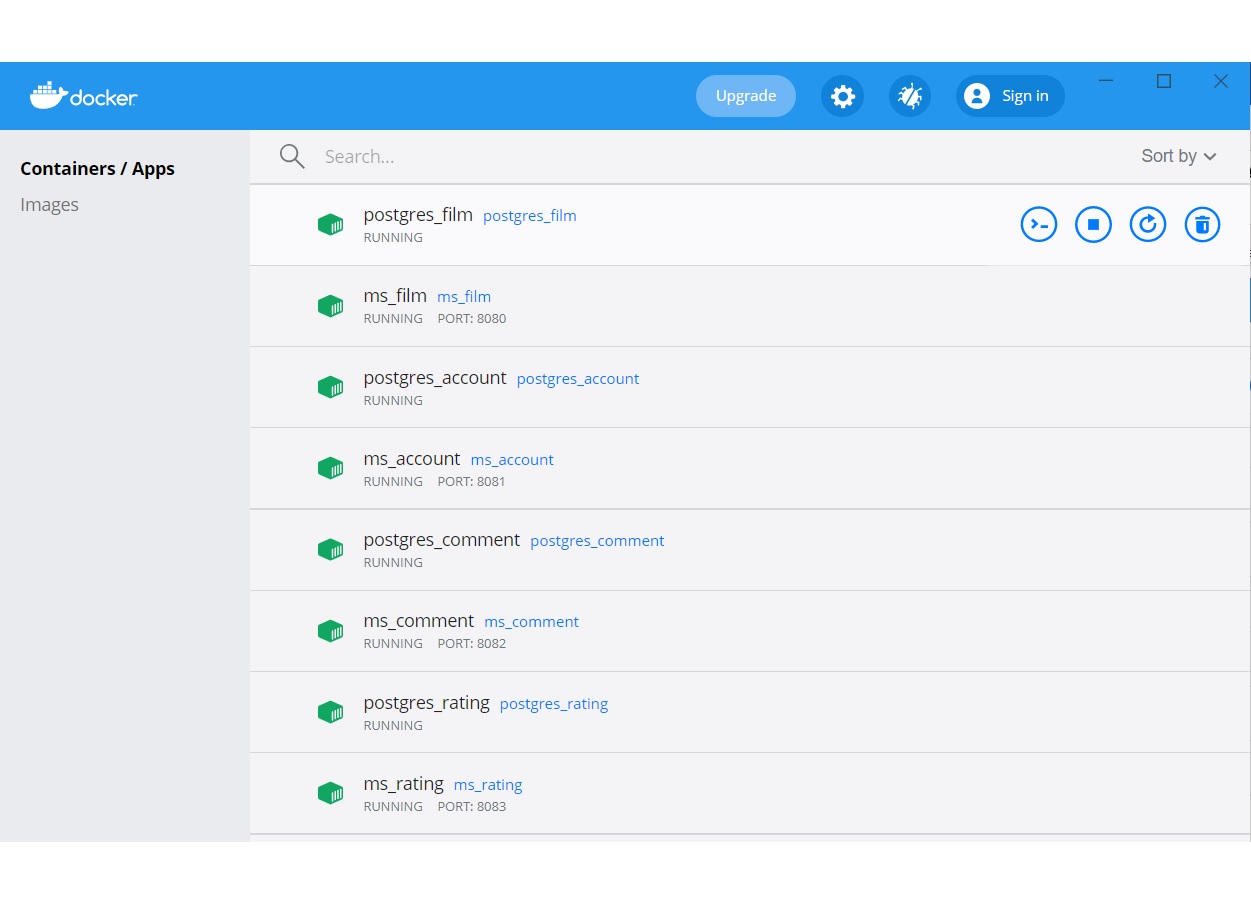 docker
Upgrade
Sign in
Containers / Apps
Images
Search...
Sort by
postgres_film postgres_film
RUNNING
ms_film ms_film
RUNNING PORT: 8080
postgres_account postgres_account
RUNNING
ms_account ms_account
RUNNING PORT: 8081
postgres_comment postgres_comment
RUNNING
ms_comment ms_comment
RUNNING PORT: 8082
postgres_rating postgres_rating
RUNNING
ms_rating ms_rating
RUNNING PORT: 8083